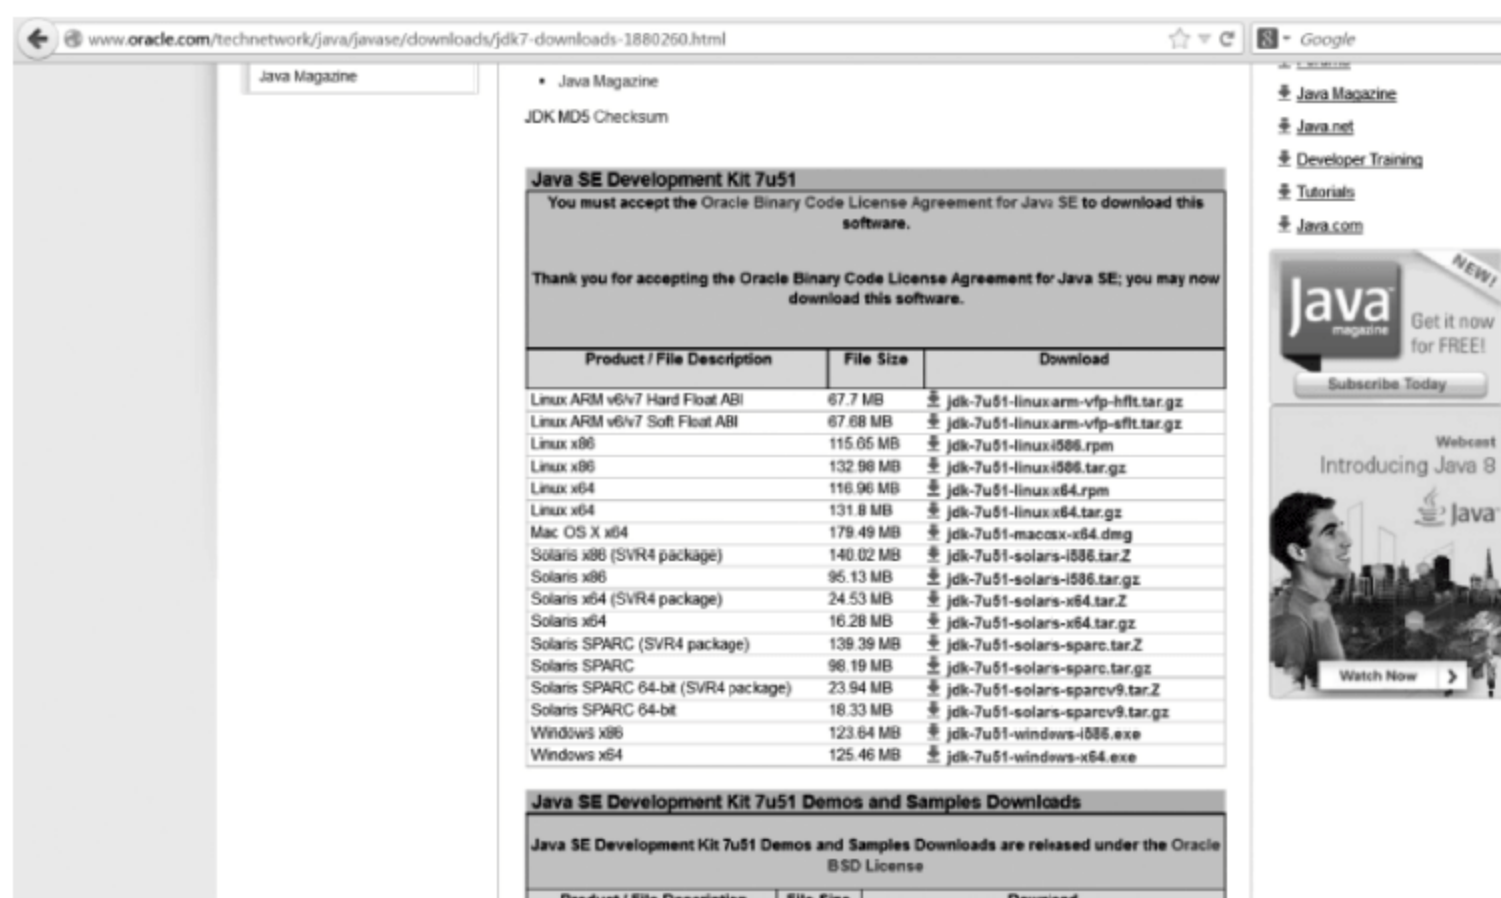 www.oracle.com/technetwork/java/javase/downloads/jdk7-downloads-1880260.html
Google
Java Magazine
• Java Magazine
JDK MD5 Checksum
Java Magazine
Java.net
Developer Training
Tutorials
Java.com
Java SE Development Kit 7u51
You must accept the Oracle Binary Code License Agreement for Java SE to download this
software.
Thank you for accepting the Oracle Binary Code License Agreement for Java SE; you may now
download this software.
Product / File Description File Size Download
Linux ARM v6/v7 Hard Float ABI 67.7 MB jdk-7u51-linux-arm-vfp-hflt.tar.gz
Linux ARM v6/v7 Soft Float ABI 67.68 MB jdk-7u51-linux-arm-vfp-sflt.tar.gz
Linux x86 115.65 MB jdk-7u51-linux-i586.rpm
Linux x86 132.98 MB jdk-7u51-linux-i586.tar.gz
Linux x64 116.96 MB jdk-7u51-linux-x64.rpm
Linux x64 131.8 MB jdk-7u51-linux-x64.tar.gz
Mac OS X x64 179.49 MB jdk-7u51-macosx-x64.dmg
Solaris x86 (SVR4 package) 140.02 MB jdk-7u51-solaris-i586.tar.Z
Solaris x86 95.13 MB jdk-7u51-solaris-i586.tar.gz
Solaris x64 (SVR4 package) 24.53 MB jdk-7u51-solaris-x64.tar.Z
Solaris x64 16.28 MB jdk-7u51-solaris-x64.tar.gz
Solaris SPARC (SVR4 package) 139.39 MB jdk-7u51-solaris-sparc.tar.Z
Solaris SPARC 98.19 MB jdk-7u51-solaris-sparc.tar.gz
Solaris SPARC 64-bit (SVR4 package) 23.94 MB jdk-7u51-solaris-sparcv9.tar.Z
Solaris SPARC 64-bit 18.33 MB jdk-7u51-solaris-sparcv9.tar.gz
Windows x86 123.64 MB jdk-7u51-windows-i586.exe
Windows x64 125.46 MB jdk-7u51-windows-x64.exe
Java SE Development Kit 7u51 Demos and Samples Downloads
Java SE Development Kit 7u51 Demos and Samples Downloads are released under the Oracle
BSD License
Product / File Description File Size Download
NEW!
Java
magazine
Get it now
for FREE!
Subscribe Today
Webcast
Introducing Java 8
Java
Watch Now